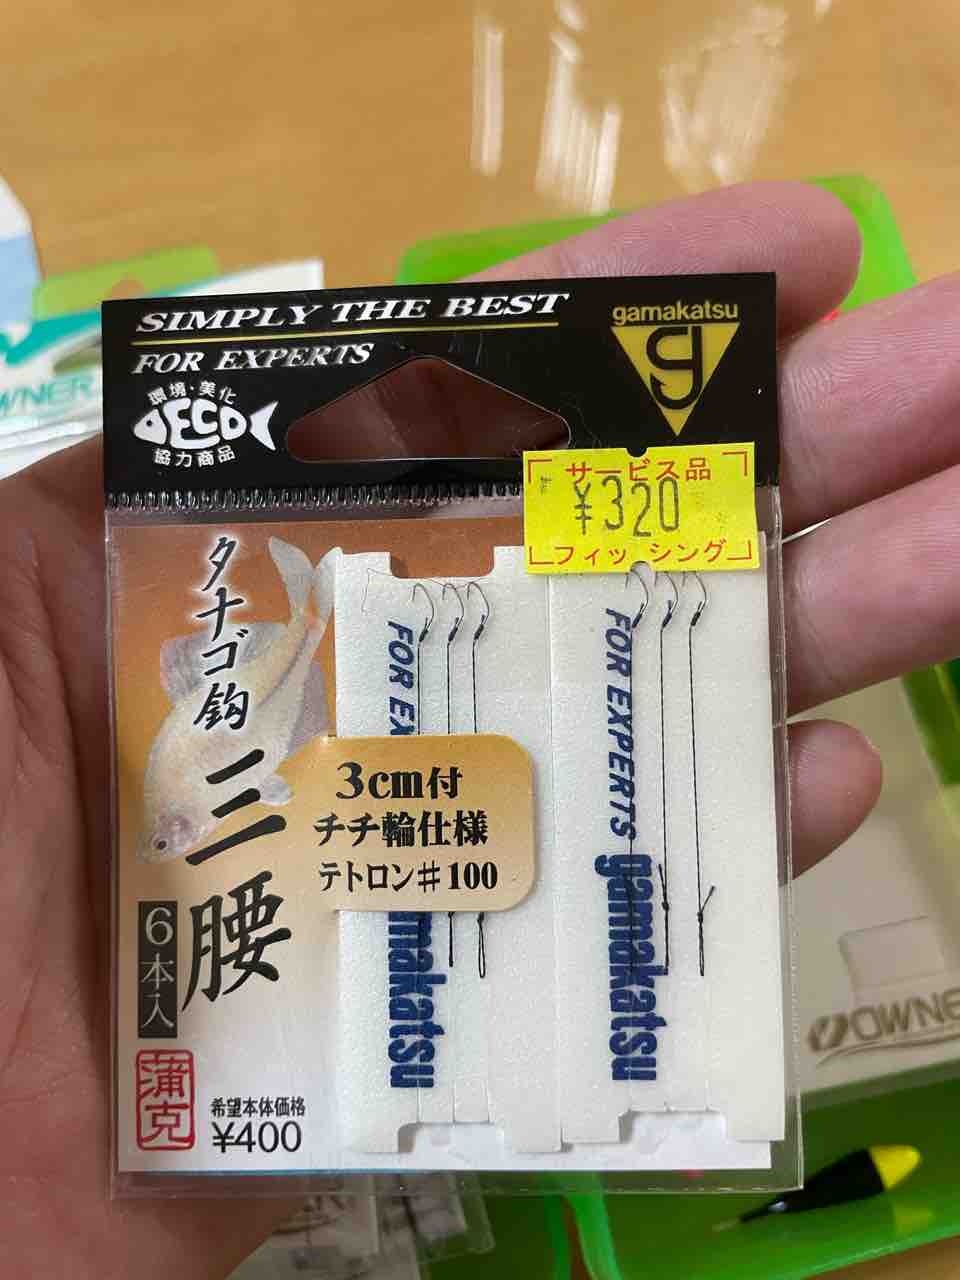 SIMPLY THE BEST
FOR EXPERTS
gamakatsu
環境・美化
ECO
協力商品
サービス品
¥320
フィッシング
タナゴ鈎
三腰
6本入
蒲克
3cm付
チチ輪仕様
テトロン#100
希望本体価格
¥400
FOR EX
makatsu
FOR EXPERTS gamakatsu
OWNER
OWNER